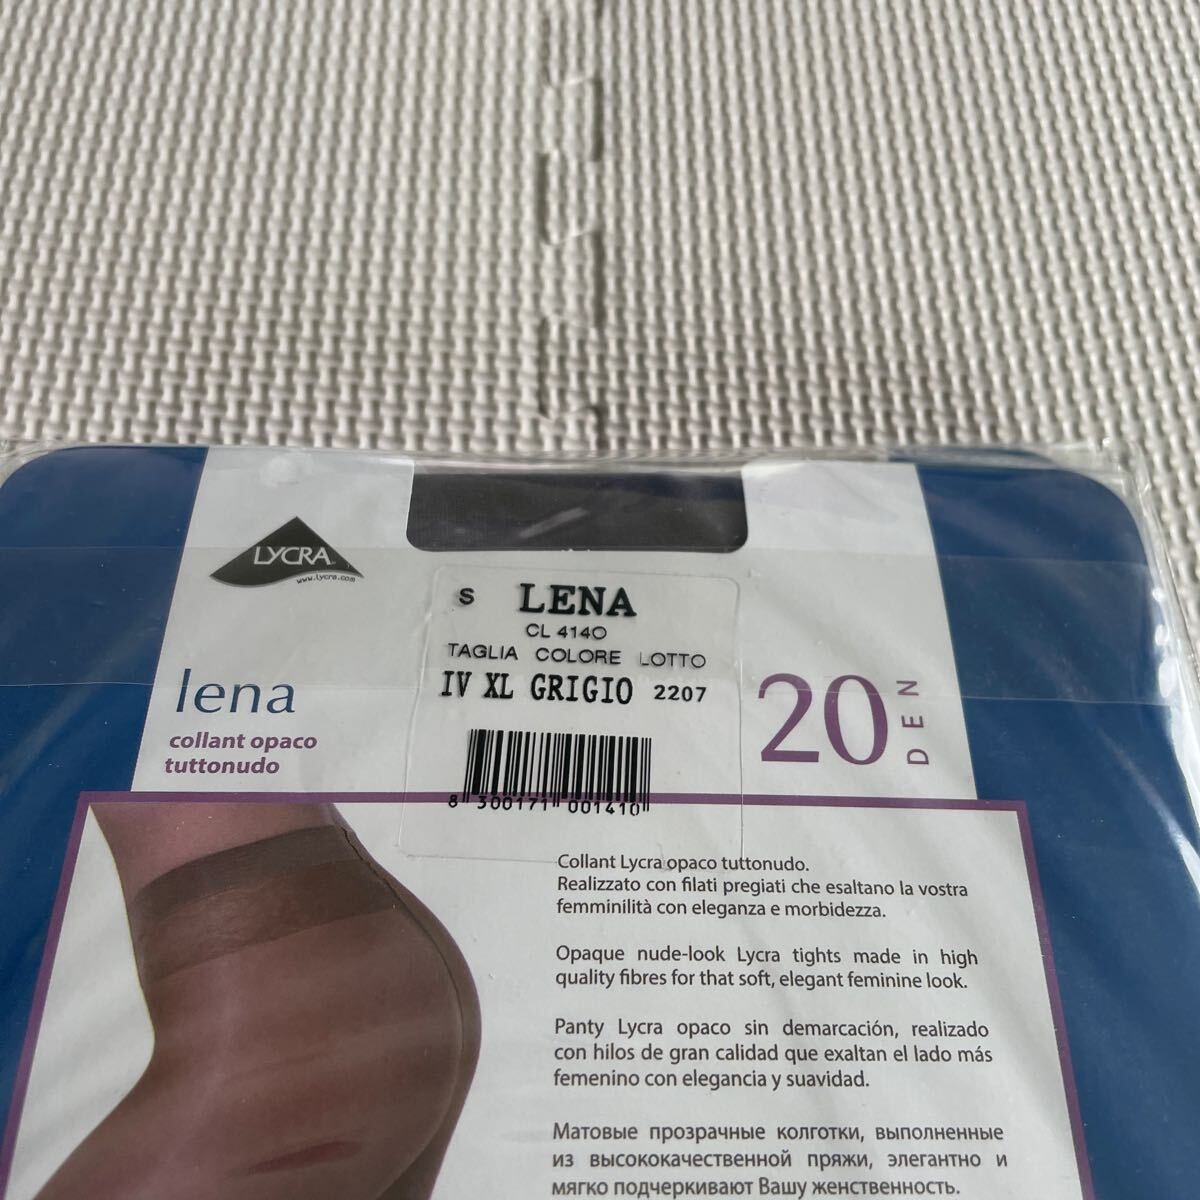 LYCRA
www.lycra.com
S LENA
CL 4140
TAGLIA COLORE LOTTO
IV XL GRIGIO 2207
8 300171 001410
lena
collant opaco
tuttonudo
20 DEN
Collant Lycra opaco tuttonudo.
Realizzato con filati pregiati che esaltano la vostra
femminilità con eleganza e morbidezza.
Opaque nude-look Lycra tights made in high
quality fibres for that soft, elegant feminine look.
Panty Lycra opaco sin demarcación, realizado
con hilos de gran calidad que exaltan el lado más
femenino con elegancia y suavidad.
Матовые прозрачные колготки, выполненные
из высококачественной пряжи, элегантно и
мягко подчеркивают Вашу женственность.